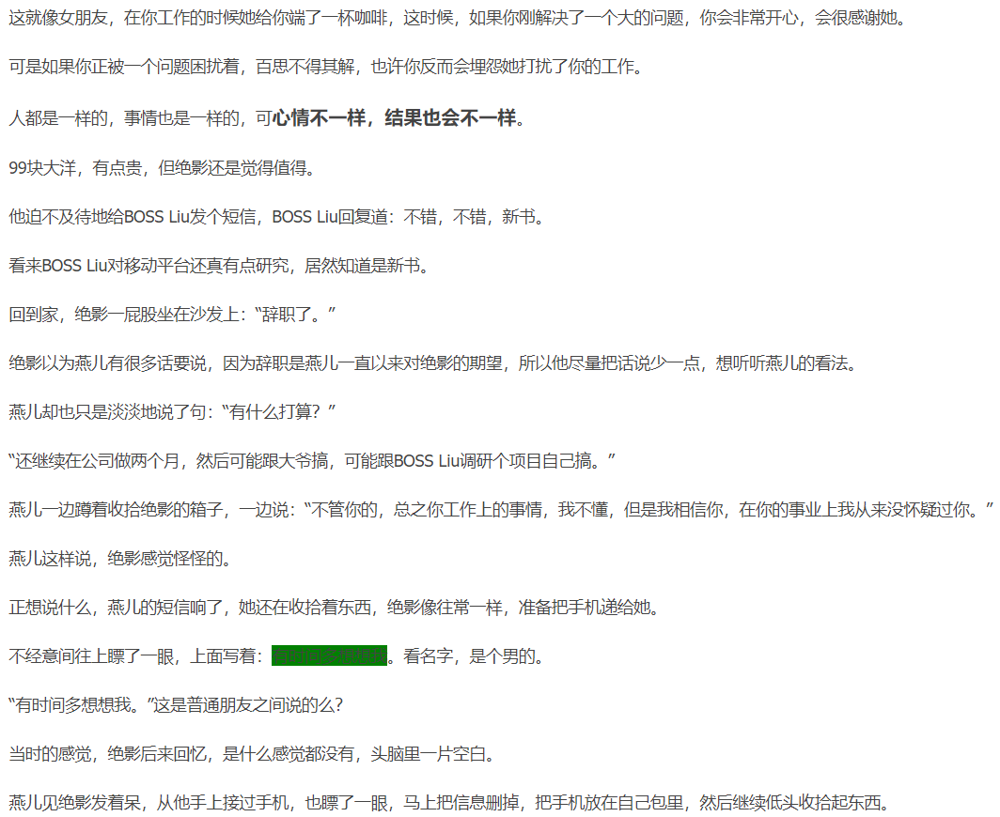 这就像女朋友，在你工作的时候她给你端了一杯咖啡，这时候，如果你刚解决了一个大的问题，你会非常开心，会很感谢她。
可是如果你正被一个问题困扰着，百思不得其解，也许你反而会埋怨她打扰了你的工作。
人都是一样的，事情也是一样的，可心情不一样，结果也会不一样。
99块大洋，有点贵，但绝影还是觉得值得。
他迫不及待地给BOSS Liu发个短信，BOSS Liu回复道：不错，不错，新书。
看来BOSS Liu对移动平台还真有点研究，居然知道是新书。
回到家，绝影一屁股坐在沙发上：“辞职了。”
绝影以为燕儿有很多话要说，因为辞职是燕儿一直以来对绝影的期望，所以他尽量把话说少一点，想听听燕儿的看法。
燕儿却也只是淡淡地说了句：“有什么打算？”
“还继续在公司做两个月，然后可能跟大爷搞，可能跟BOSS Liu调研个项目自己搞。”
燕儿一边蹲着收拾绝影的箱子，一边说：“不管你的，总之你工作上的事情，我不懂，但是我相信你，在你的事业上我从来没怀疑过你。”
燕儿这样说，绝影感觉怪怪的。
正想说什么，燕儿的短信响了，她还在收拾着东西，绝影像往常一样，准备把手机递给她。
不经意间往上瞟了一眼，上面写着：有时间多想想我。看名字，是个男的。
“有时间多想想我。”这是普通朋友之间说的么？
当时的感觉，绝影后来回忆，是什么感觉都没有，头脑里一片空白。
燕儿见绝影发着呆，从他手上接过手机，也瞟了一眼，马上把信息删掉，把手机放在自己包里，然后继续低头收拾起东西。